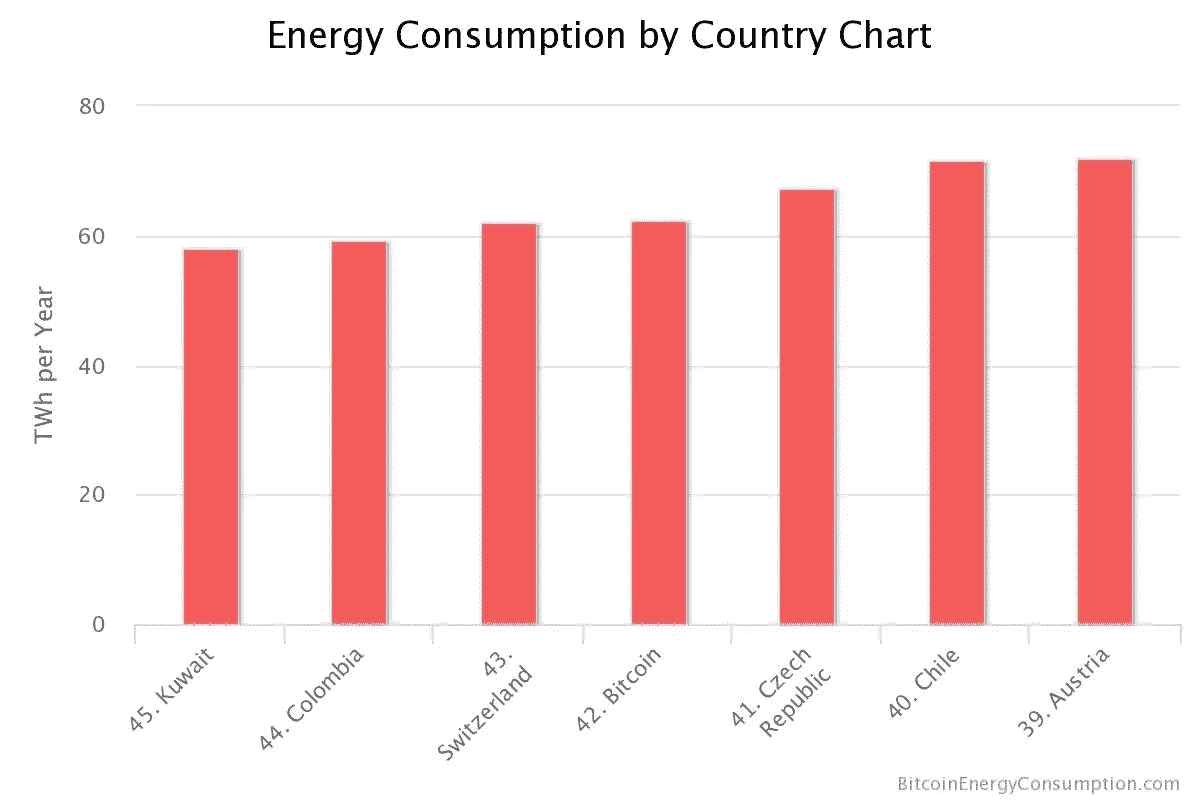 Energy Consumption by Country Chart
80
60
40
20
0
TWh per Year
45. Kuwait
44. Colombia
43.
Switzerland
42. Bitcoin
41. Czech
Republic
40. Chile
39. Austria
BitcoinEnergyConsumption.com